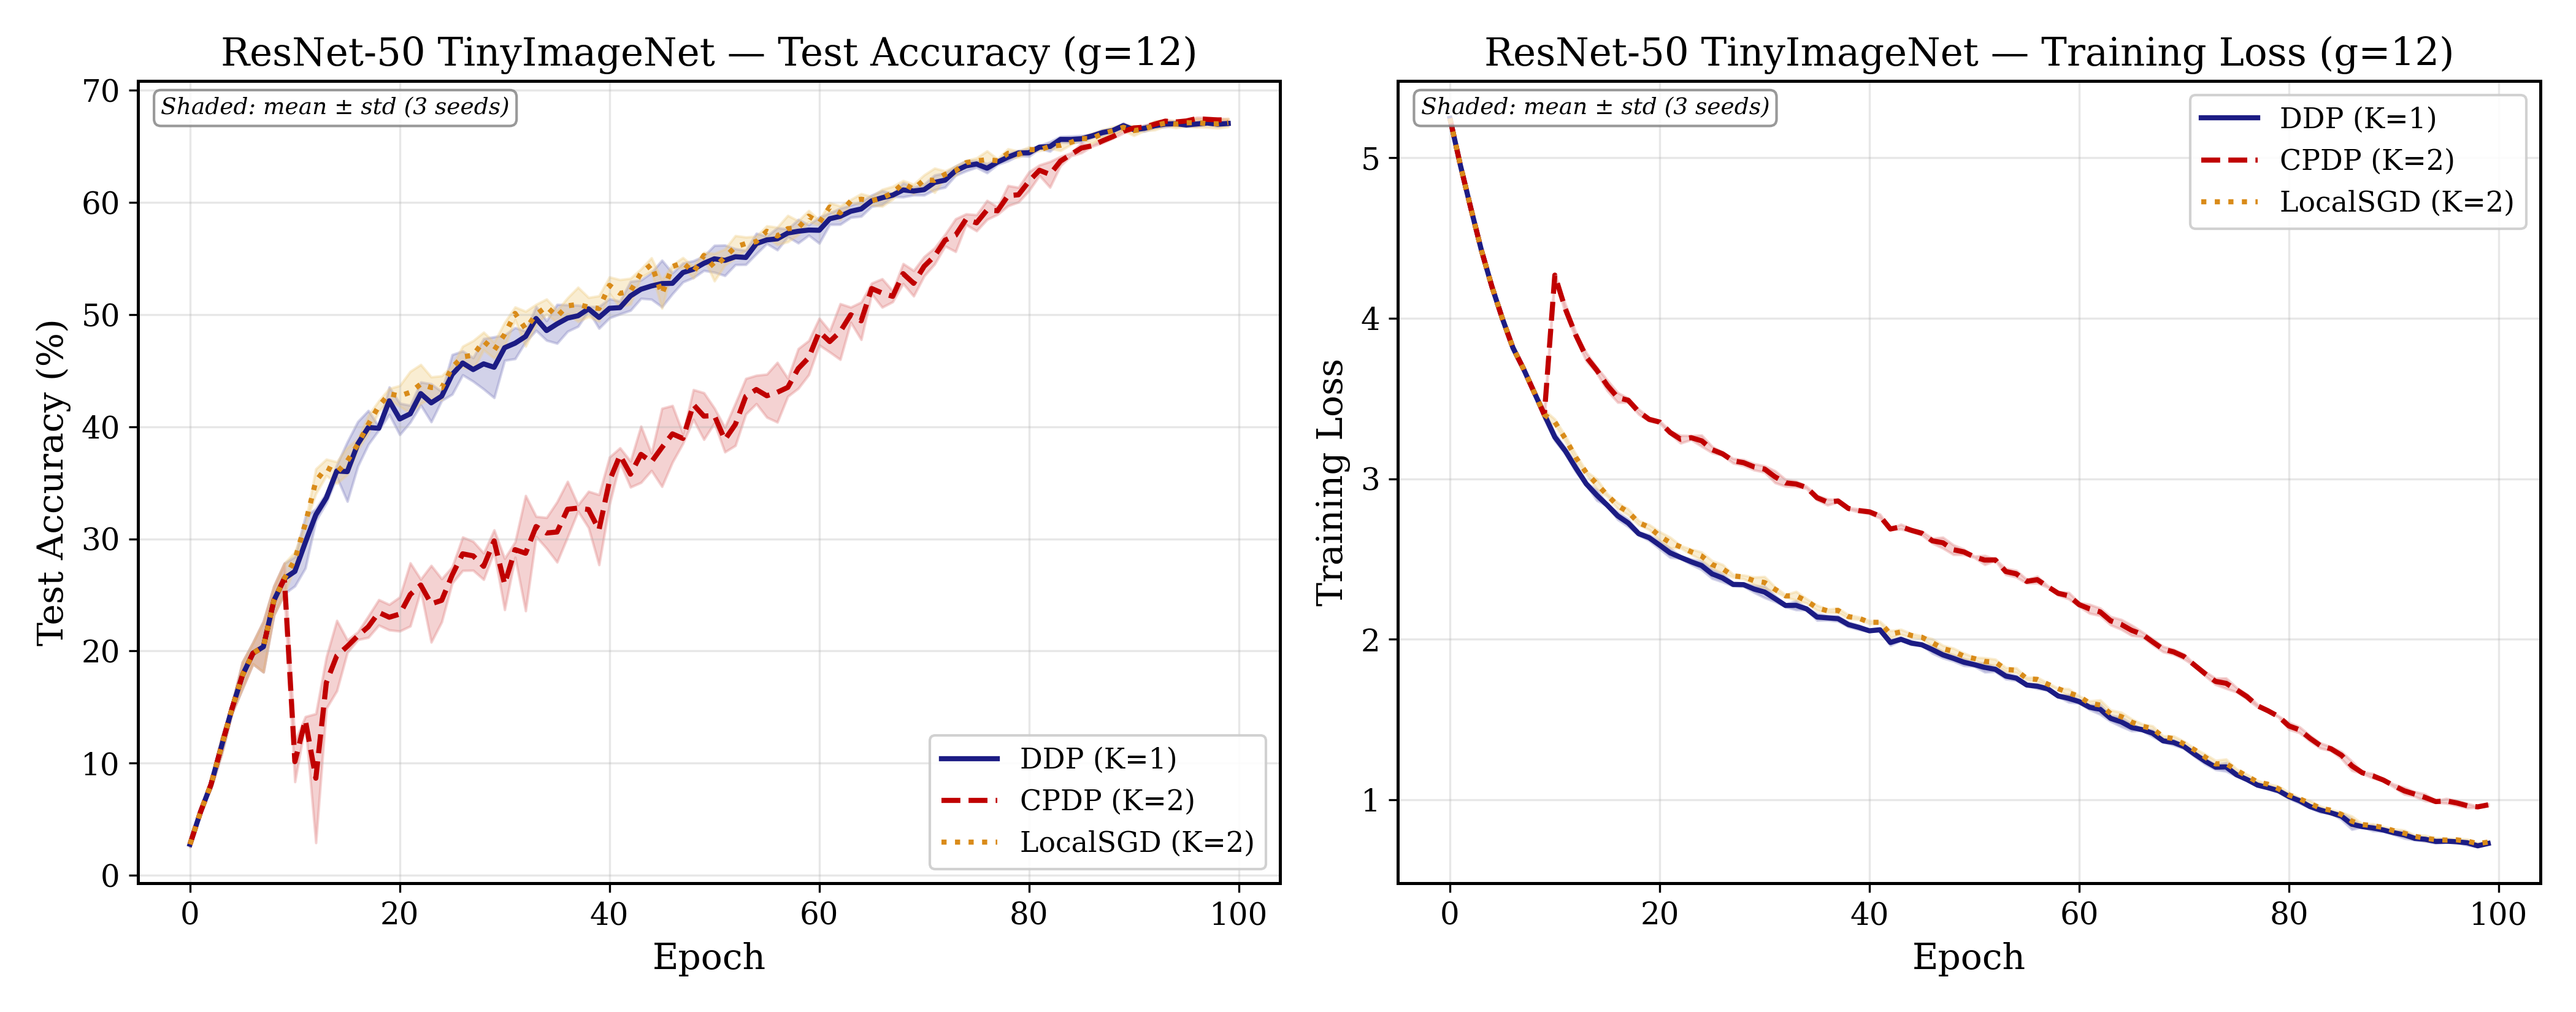 ResNet-50 TinyImageNet — Test Accuracy (g=12)
Shaded: mean ± std (3 seeds)
Test Accuracy (%)
70
60
50
40
30
20
10
0
DDP (K=1)
CPDP (K=2)
LocalSGD (K=2)
0 20 40 60 80 100
Epoch
ResNet-50 TinyImageNet — Training Loss (g=12)
Shaded: mean ± std (3 seeds)
DDP (K=1)
CPDP (K=2)
LocalSGD (K=2)
Training Loss
5
4
3
2
1
0 20 40 60 80 100
Epoch